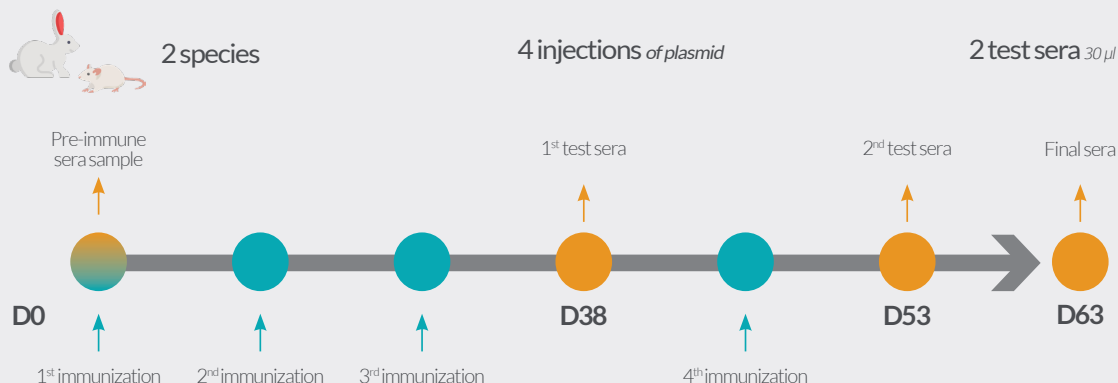 2 species
4 injections of plasmid
2 test sera 30 µl
Pre-immune
sera sample
1st test sera
2nd test sera
Final sera
D0
D38
D53
D63
1st immunization
2nd immunization
3rd immunization
4th immunization